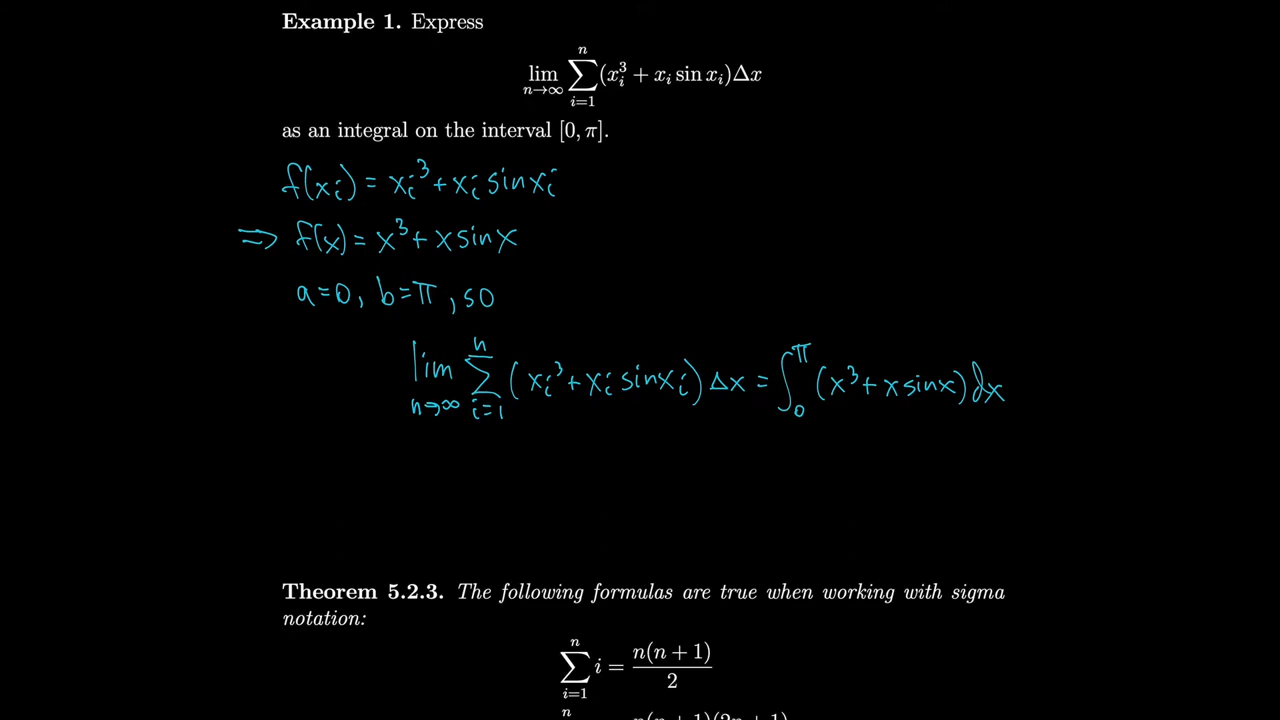 Example 1. Express
lim_{n→∞} ∑_{i=1}^{n} (x_i^3 + x_i sin x_i)Δx
as an integral on the interval [0, π].
f(x_i) = x_i^3 + x_i sin x_i
⇒ f(x) = x^3 + x sin x
a=0, b=π, so
lim_{n→∞} ∑_{i=1}^{n} (x_i^3 + x_i sin x_i) Δx = ∫_0^π (x^3 + x sin x) dx
Theorem 5.2.3. The following formulas are true when working with sigma
notation:
∑_{i=1}^{n} i = n(n + 1)/2